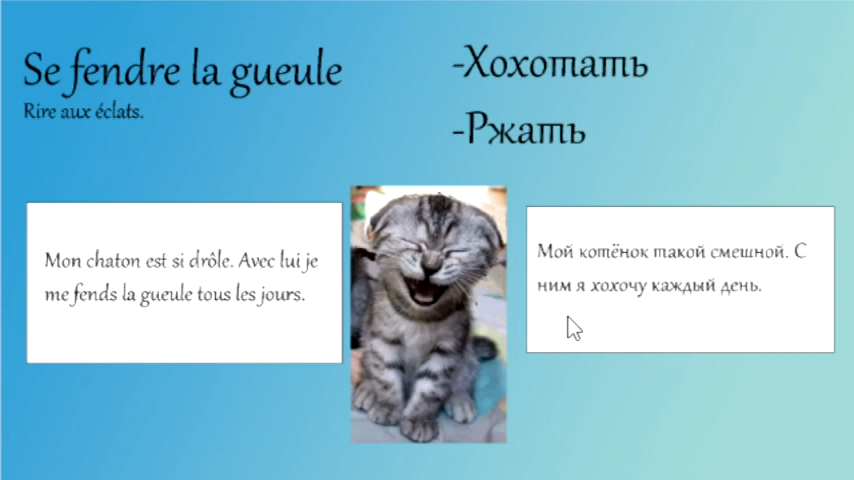 Se fendre la gueule
Rire aux éclats.
-Хохотать
-Ржать
Mon chaton est si drôle. Avec lui je
me fends la gueule tous les jours.
Мой котёнок такой смешной. С
ним я хохочу каждый день.